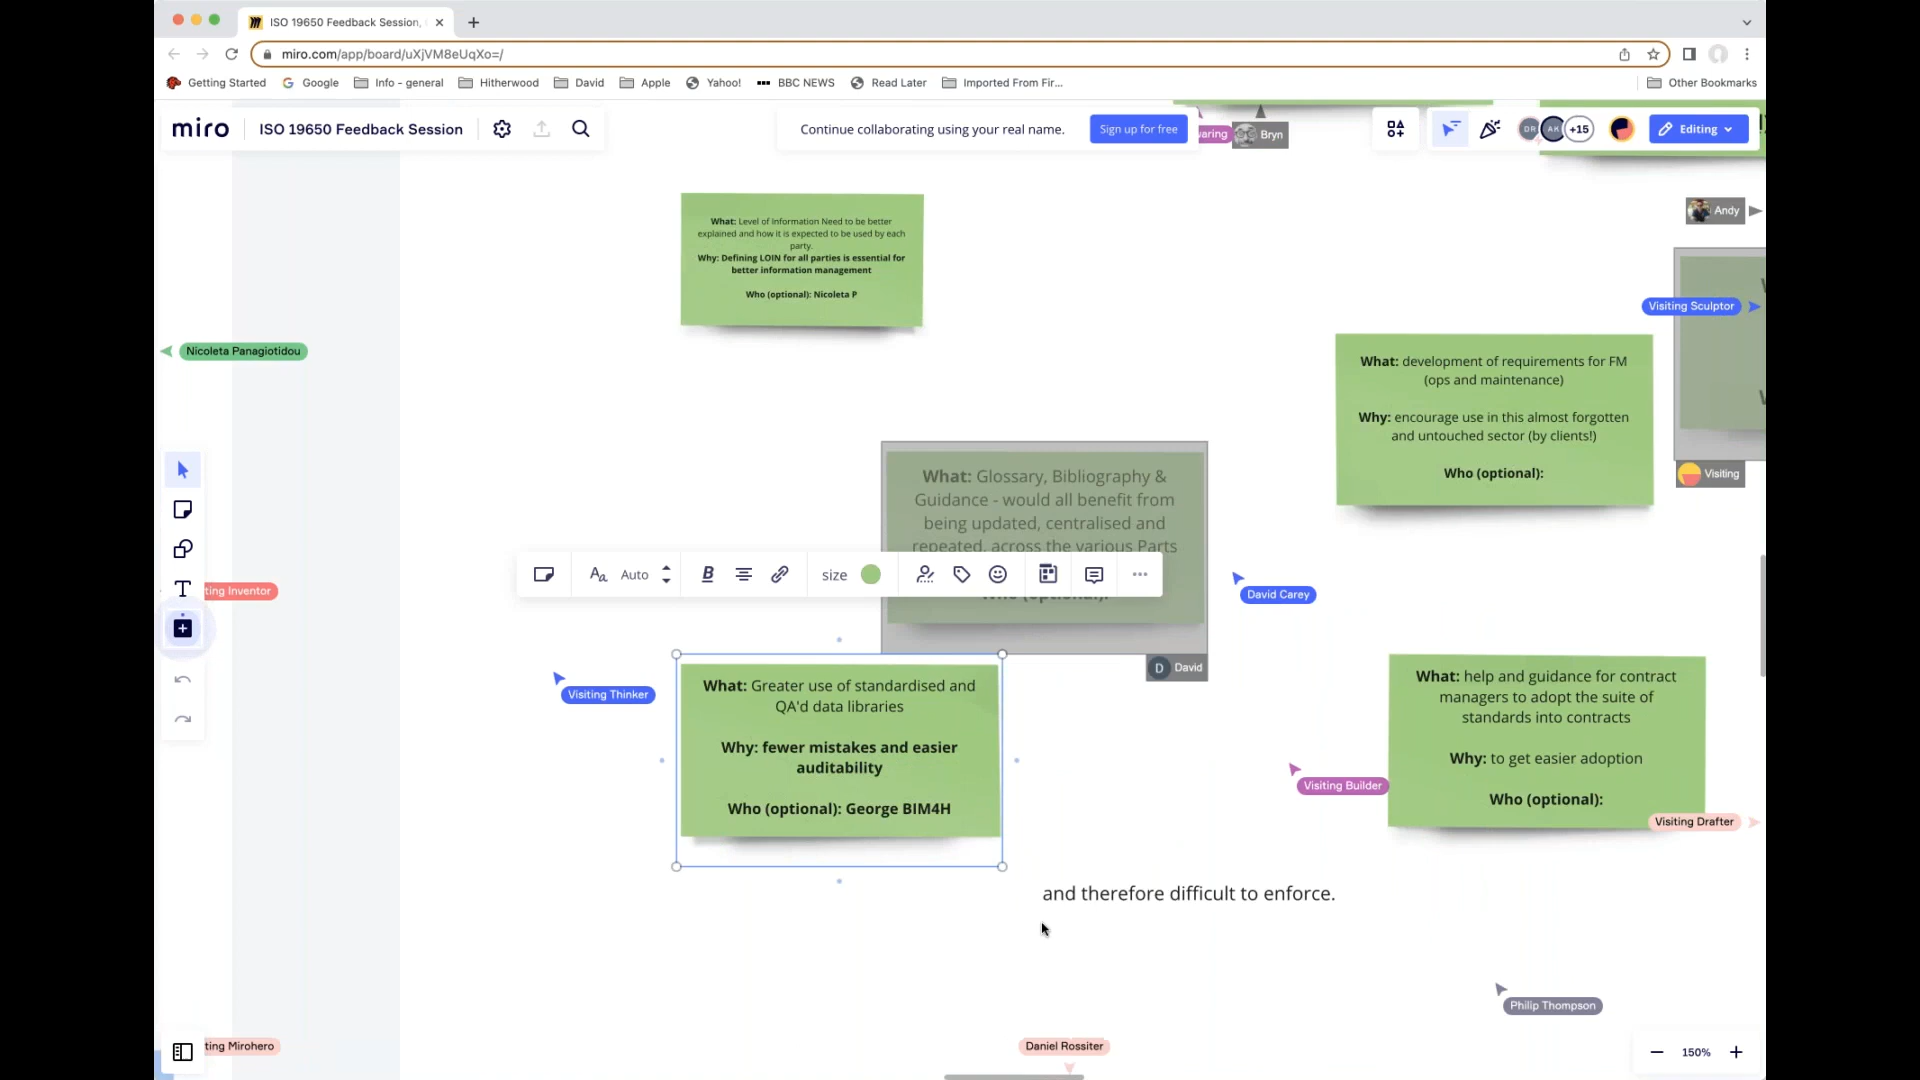 ISO 19650 Feedback Session,
miro.com/app/board/uXjVM8eUqXo=/
Getting Started
Google
Info - general
Hitherwood
David
Apple
Yahoo!
BBC NEWS
Read Later
Imported From Fir...
Other Bookmarks
miro
ISO 19650 Feedback Session
Continue collaborating using your real name.
Sign up for free
Bryn
DR
AK
+15
Editing
What: Level of Information Need to be better
explained and how it is expected to be used by each
party.
Why: Defining LOIN for all parties is essential for
better information management
Who (optional): Nicoleta P
Andy
Visiting Sculptor
Nicoleta Panagiotidou
What: development of requirements for FM
(ops and maintenance)
Why: encourage use in this almost forgotten
and untouched sector (by clients!)
Who (optional):
Visiting
What: Glossary, Bibliography &
Guidance - would all benefit from
being updated, centralised and
repeated, across the various Parts
Who (optional):
Auto
B
size
David Carey
ting Inventor
D David
Visiting Thinker
What: Greater use of standardised and
QA'd data libraries
Why: fewer mistakes and easier
auditability
Who (optional): George BIM4H
What: help and guidance for contract
managers to adopt the suite of
standards into contracts
Why: to get easier adoption
Who (optional):
Visiting Builder
Visiting Drafter
and therefore difficult to enforce.
Philip Thompson
ting Mirohero
Daniel Rossiter
150%